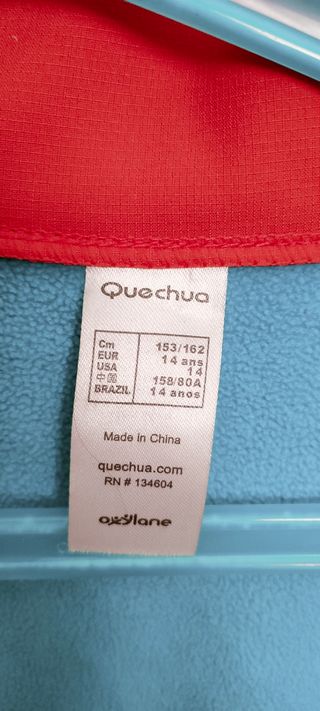 Quechua
Cm 153/162
EUR 14 ans
USA 14
中国 158/80A
BRAZIL 14 anos
Made in China
quechua.com
RN # 134604
oxylane